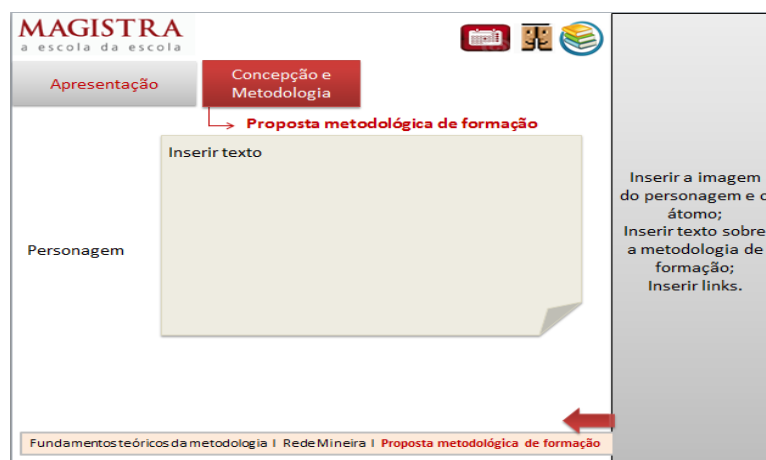 MAGISTRA
a escola da escola
Apresentação
Concepção e
Metodologia
Proposta metodológica de formação
Inserir texto
Personagem
Inserir a imagem
do personagem e o
átomo;
Inserir texto sobre
a metodologia de
formação;
Inserir links.
Fundamentos teóricos da metodologia I Rede Mineira I Proposta metodológica de formação